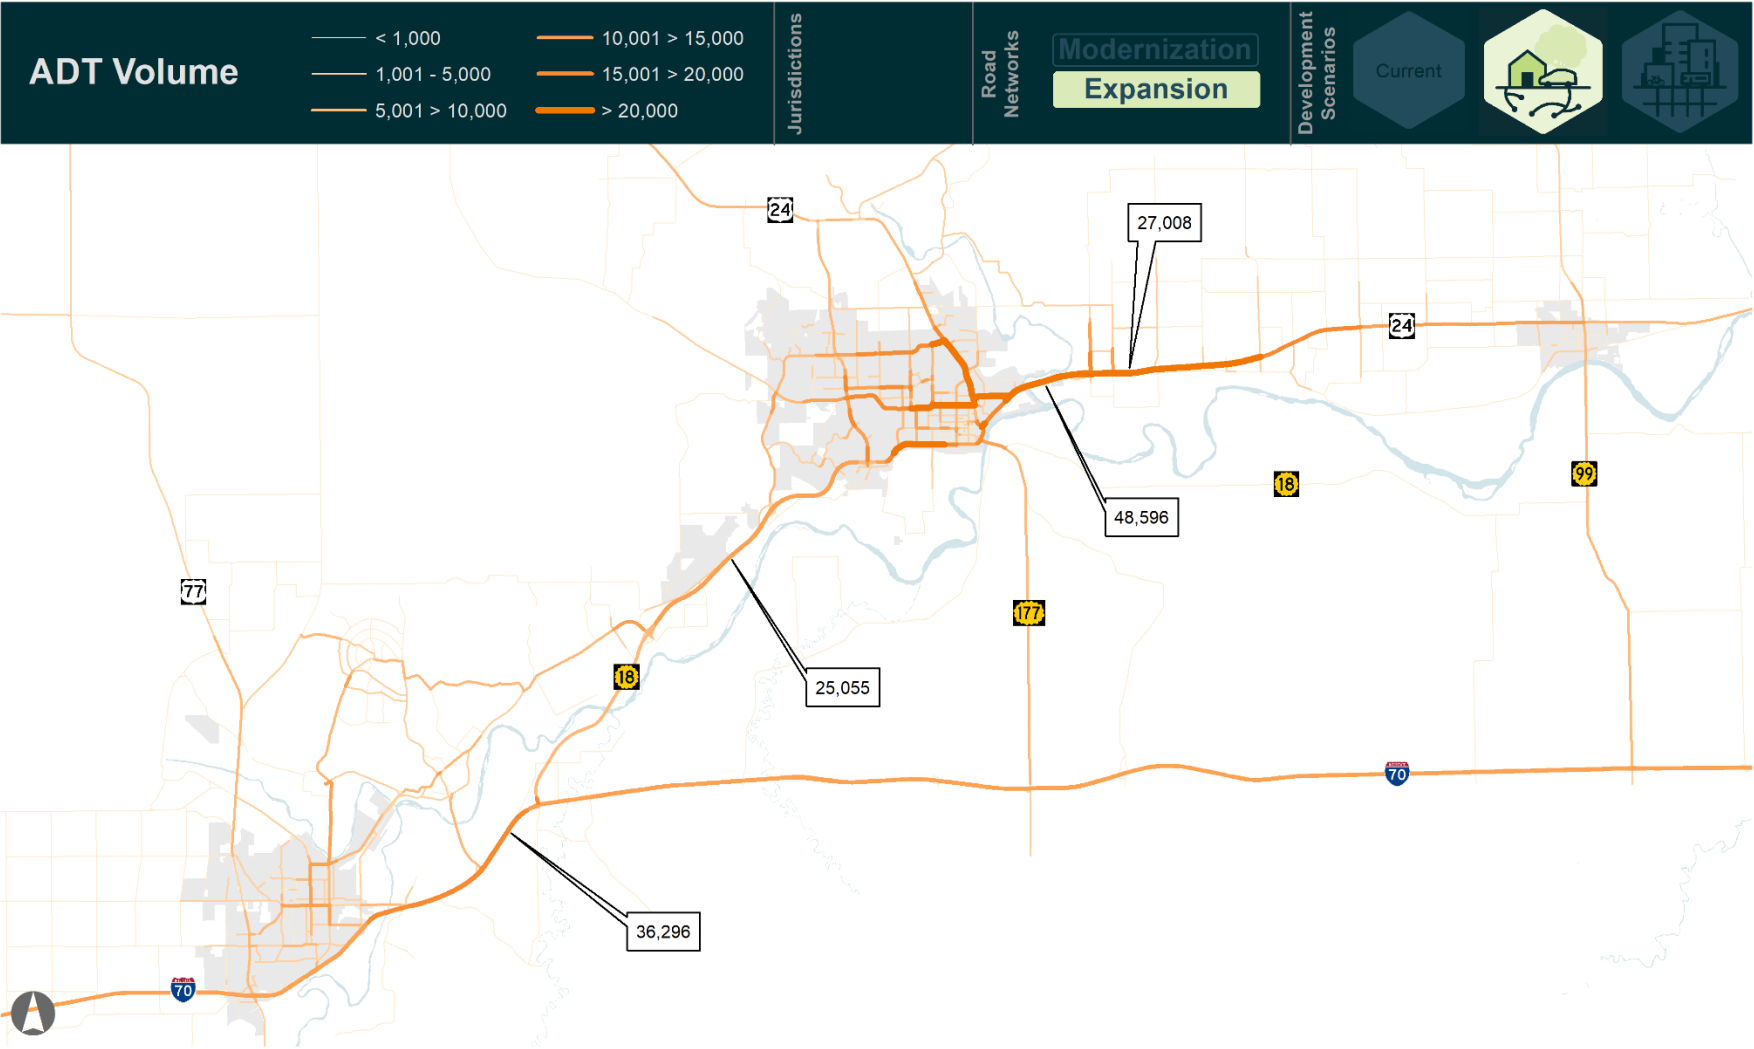 ADT Volume
< 1,000
1,001 - 5,000
5,001 > 10,000
10,001 > 15,000
15,001 > 20,000
> 20,000
Jurisdictions
Road
Networks
Modernization
Expansion
Development
Scenarios
Current
24
27,008
24
99
18
48,596
77
177
18
25,055
70
36,296
70